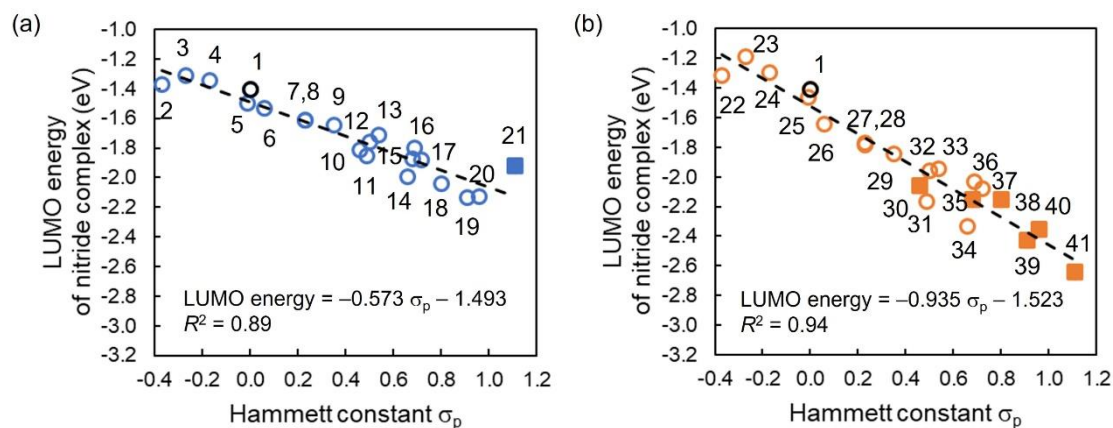 (a)
LUMO energy
of nitride complex (eV)
-1.0
-1.2
-1.4
-1.6
-1.8
-2.0
-2.2
-2.4
-2.6
-2.8
-3.0
-3.2
3 4 1
2
5 6
7,8 9
10 12 13
11 15 16
14 17
18 20 21
19
LUMO energy = –0.573 σp – 1.493
R² = 0.89
-0.4 -0.2 0.0 0.2 0.4 0.6 0.8 1.0 1.2
Hammett constant σp
(b)
LUMO energy
of nitride complex (eV)
-1.0
-1.2
-1.4
-1.6
-1.8
-2.0
-2.2
-2.4
-2.6
-2.8
-3.0
-3.2
23 1
22 24
25
26
27,28
29 32 33
30 35 36
31 37
34 38 40
39 41
LUMO energy = –0.935 σp – 1.523
R² = 0.94
-0.4 -0.2 0.0 0.2 0.4 0.6 0.8 1.0 1.2
Hammett constant σp